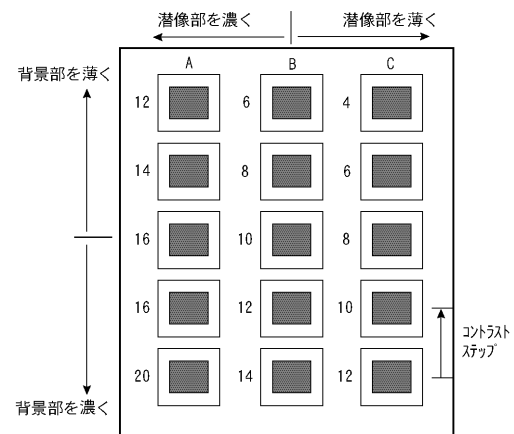 潜像部を濃く 潜像部を薄く
背景部を薄く
A B C
12 6 4
14 8 6
16 10 8
16 12 10
コントラスト
ステップ
20 14 12
背景部を濃く